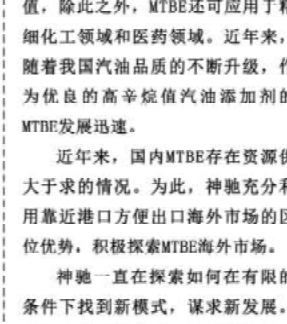 值，除此之外，MTBE还可应用于精
细化工领域和医药领域。近年来，
随着我国汽油品质的不断升级，作
为优良的高辛烷值汽油添加剂的
MTBE发展迅速。
近年来，国内MTBE存在资源供
大于求的情况。为此，神驰充分利
用靠近港口方便出口海外市场的区
位优势，积极探索MTBE海外市场。
神驰一直在探索如何在有限的
条件下找到新模式，谋求新发展。